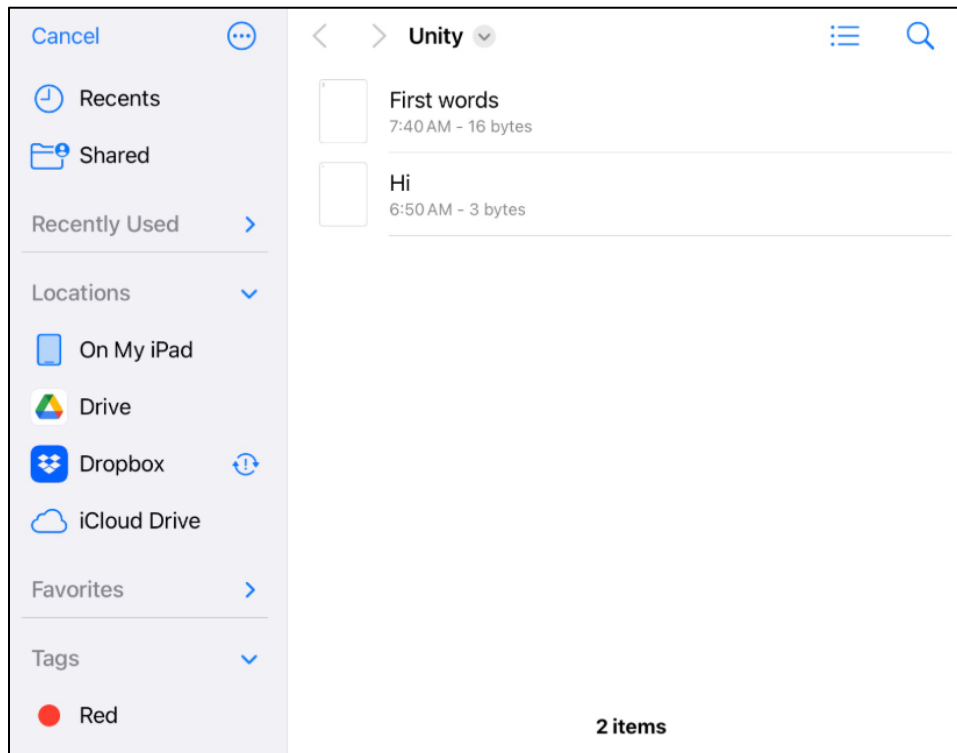 Cancel
Recents
Shared
Recently Used
Locations
On My iPad
Drive
Dropbox
iCloud Drive
Favorites
Tags
Red
Unity
First words
7:40 AM - 16 bytes
Hi
6:50 AM - 3 bytes
2 items